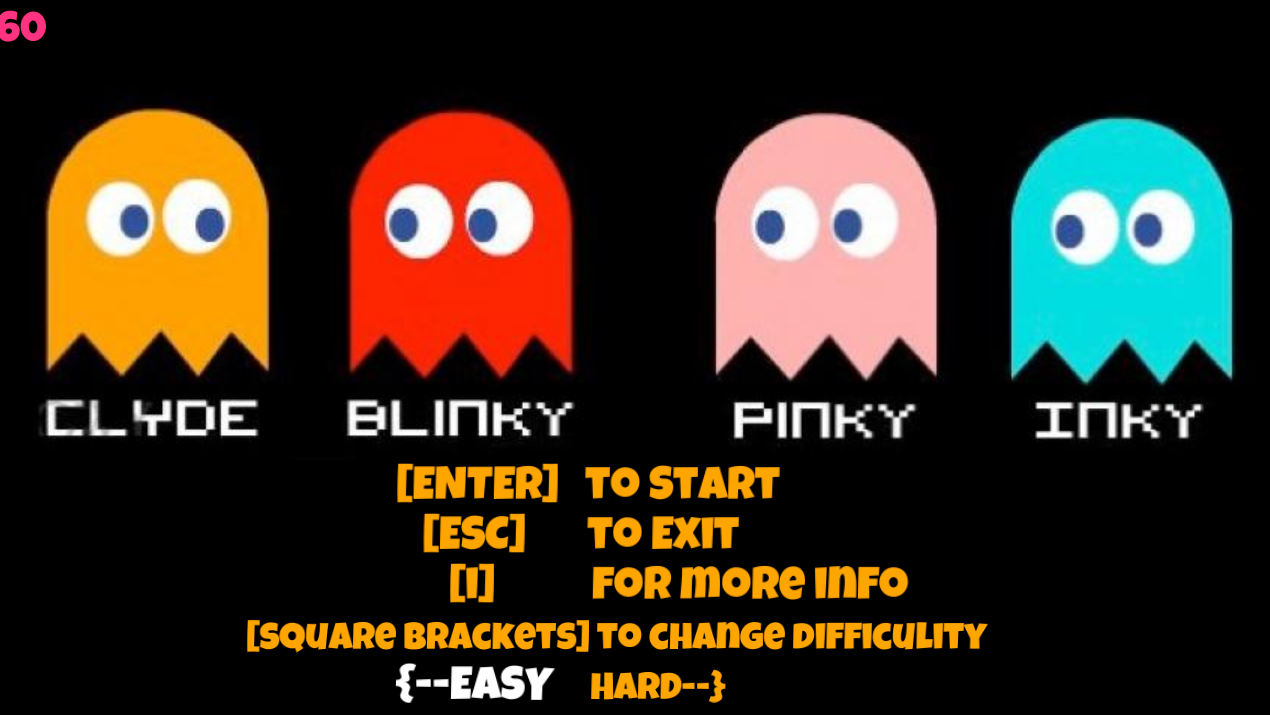 60
CLYDE BLINKY PINKY INKY
[ENTER] TO START
[ESC] TO EXIT
[I] FOR MORE INFO
[SQUARE BRACKETS] TO CHANGE DIFFICULITY
{--EASY HARD--}